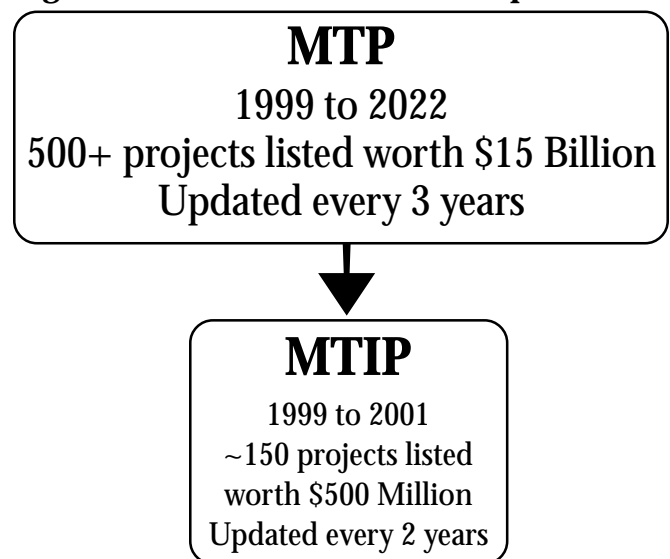 MTP
1999 to 2022
500+ projects listed worth $15 Billion
Updated every 3 years
MTIP
1999 to 2001
~150 projects listed
worth $500 Million
Updated every 2 years